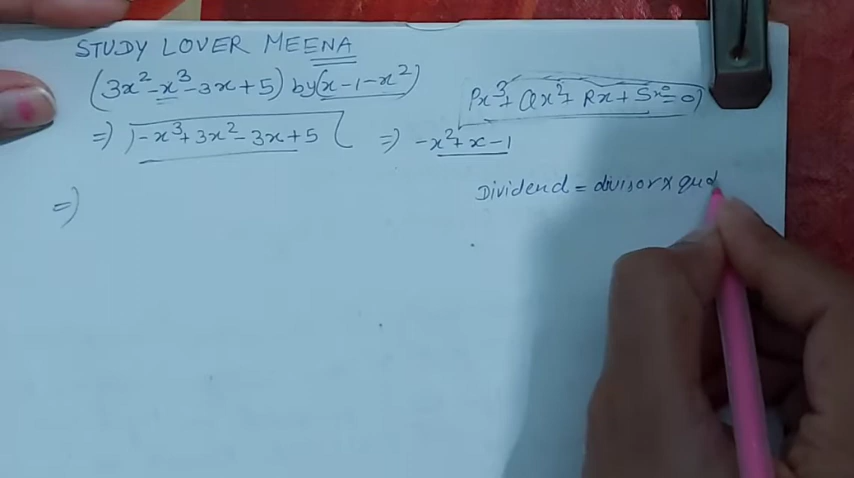 STUDY LOVER MEENA
(3x² - x³ - 3x + 5) by (x - 1 - x²)
Px³ + Qx² + Rx + Sx⁰ = 0
⇒) -x³ + 3x² - 3x + 5 ⇒) -x² + x - 1
Dividend = divisor × quo
⇒)